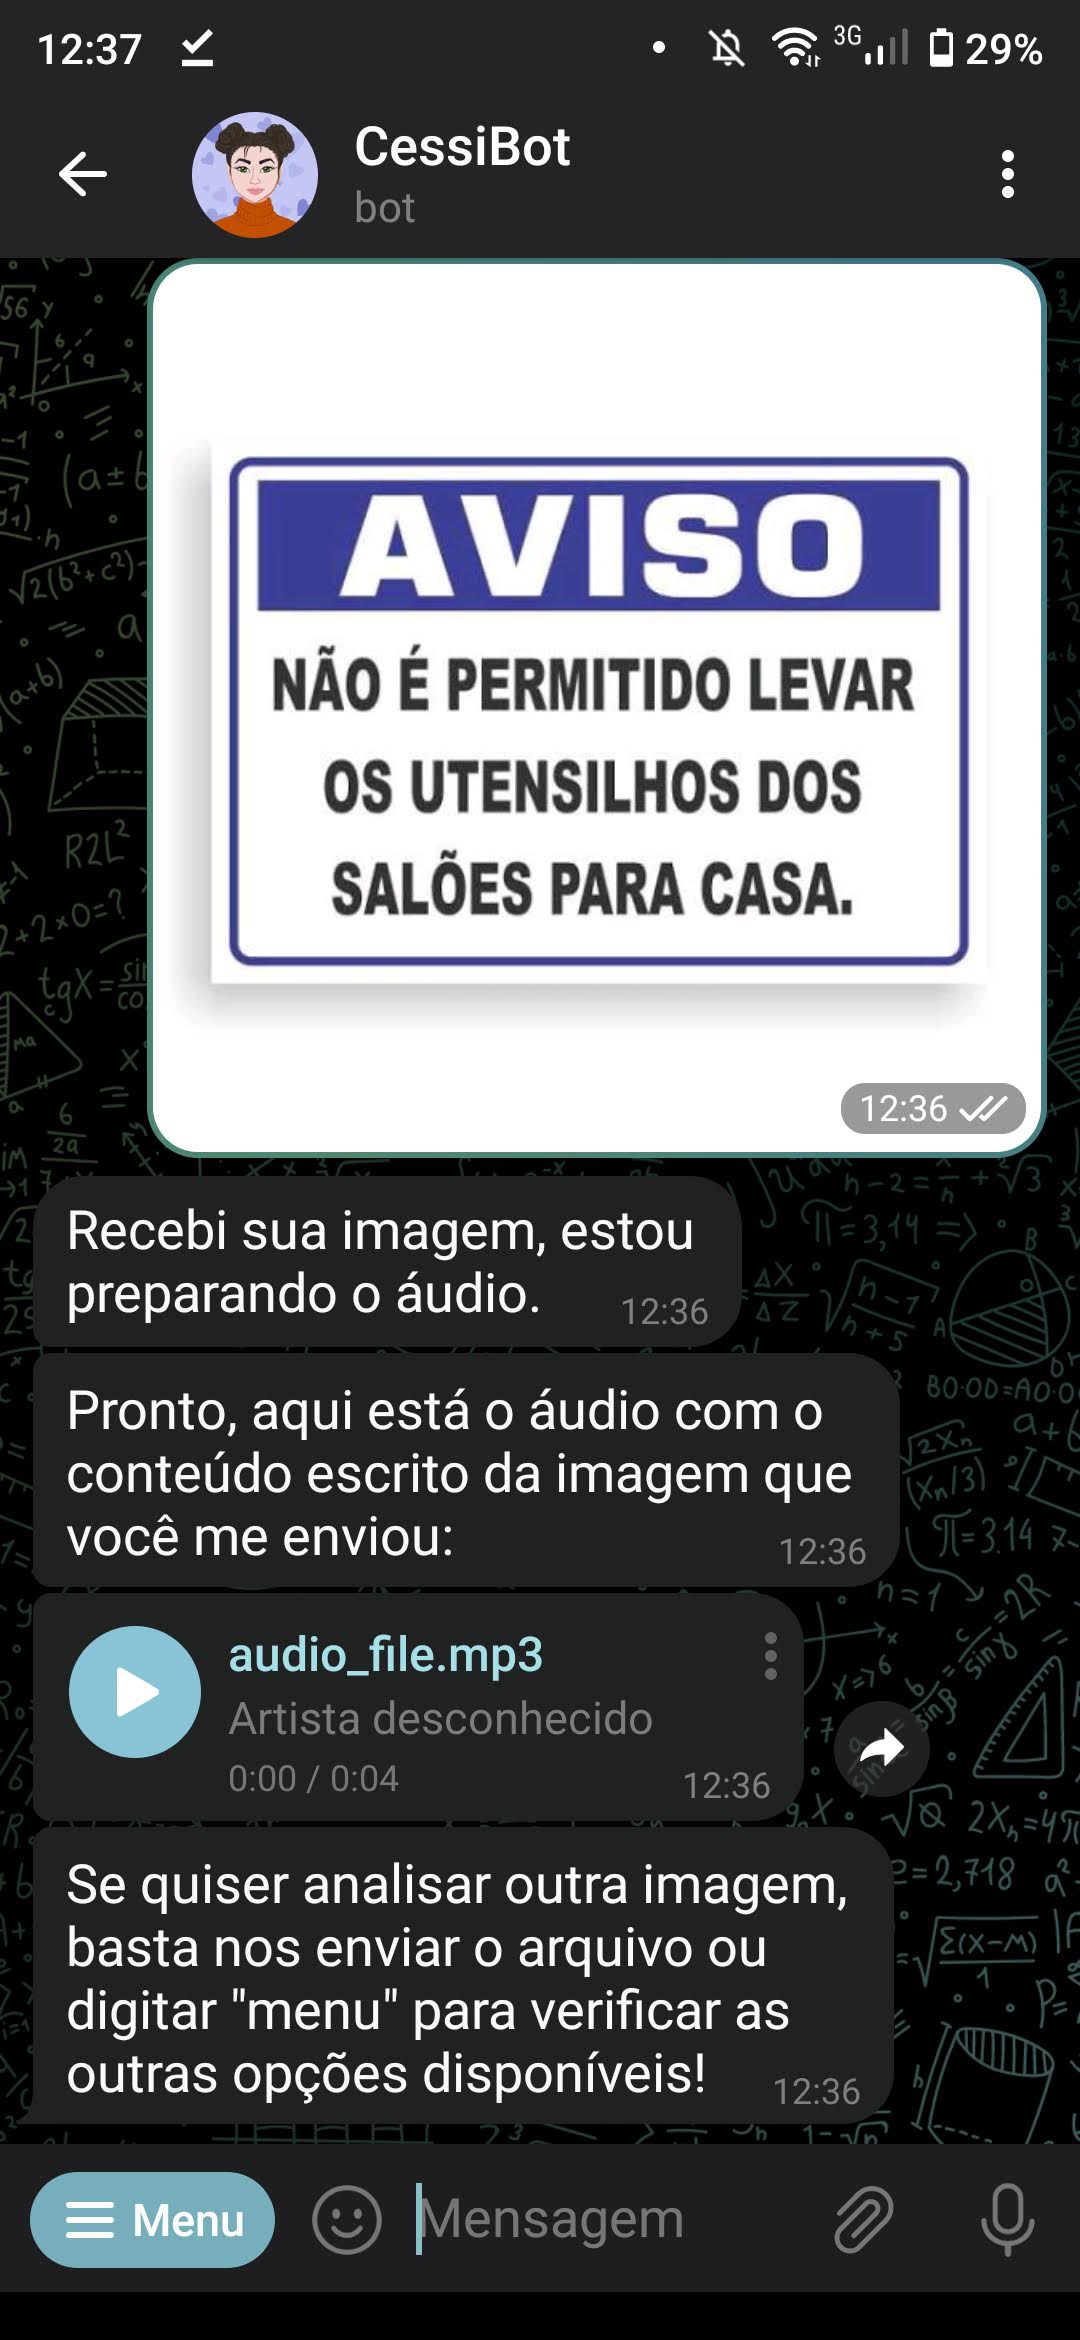 12:37
3G
29%
CessiBot
bot
AVISO
NÃO É PERMITIDO LEVAR
OS UTENSILHOS DOS
SALÕES PARA CASA.
12:36
Recebi sua imagem, estou
preparando o áudio.
12:36
Pronto, aqui está o áudio com o
conteúdo escrito da imagem que
você me enviou:
12:36
audio_file.mp3
Artista desconhecido
0:00 / 0:04
12:36
Se quiser analisar outra imagem,
basta nos enviar o arquivo ou
digitar "menu" para verificar as
outras opções disponíveis!
12:36
Menu
Mensagem